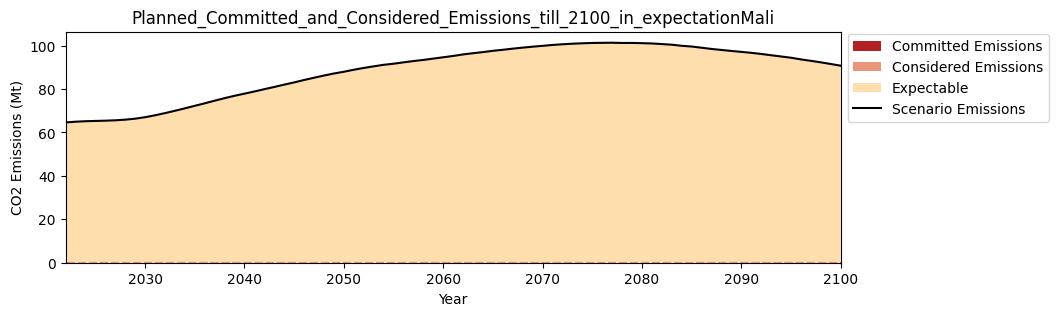 Planned_Committed_and_Considered_Emissions_till_2100_in_expectationMali
Committed Emissions
Considered Emissions
Expectable
Scenario Emissions
CO2 Emissions (Mt)
100
80
60
40
20
0
2030 2040 2050 2060 2070 2080 2090 2100
Year